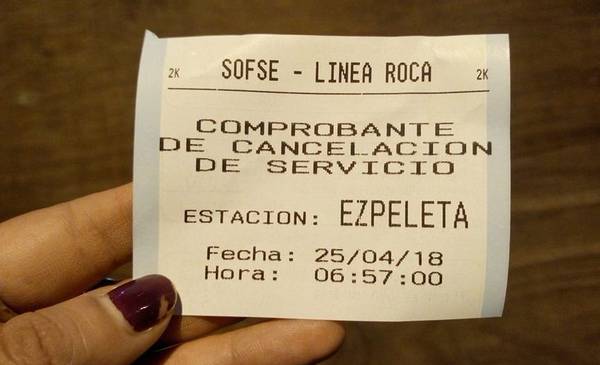 2K SOFSE - LINEA ROCA 2K
COMPROBANTE
DE CANCELACION
DE SERVICIO
ESTACION: EZPELETA
Fecha: 25/04/18
Hora: 06:57:00